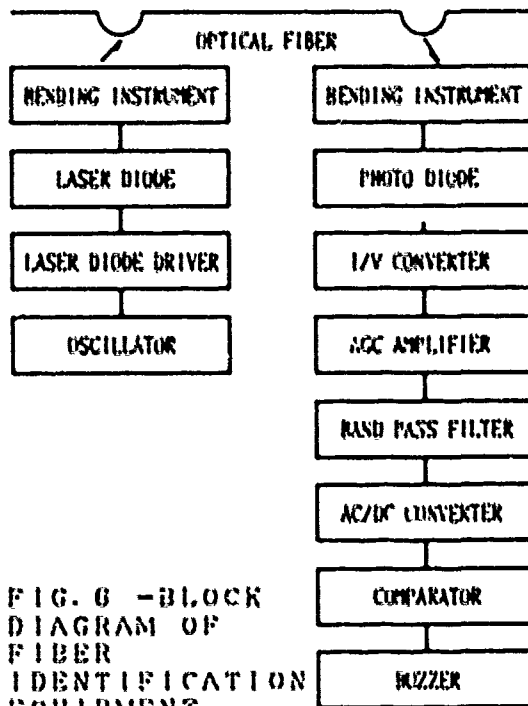 OPTICAL FIBER
BENDING INSTRUMENT
LASER DIODE
LASER DIODE DRIVER
OSCILLATOR
BENDING INSTRUMENT
PHOTO DIODE
I/V CONVERTER
AGC AMPLIFIER
BAND PASS FILTER
AC/DC CONVERTER
COMPARATOR
BUZZER
FIG. 6 -BLOCK
DIAGRAM OF
FIBER
IDENTIFICATION
EQUIPMENT